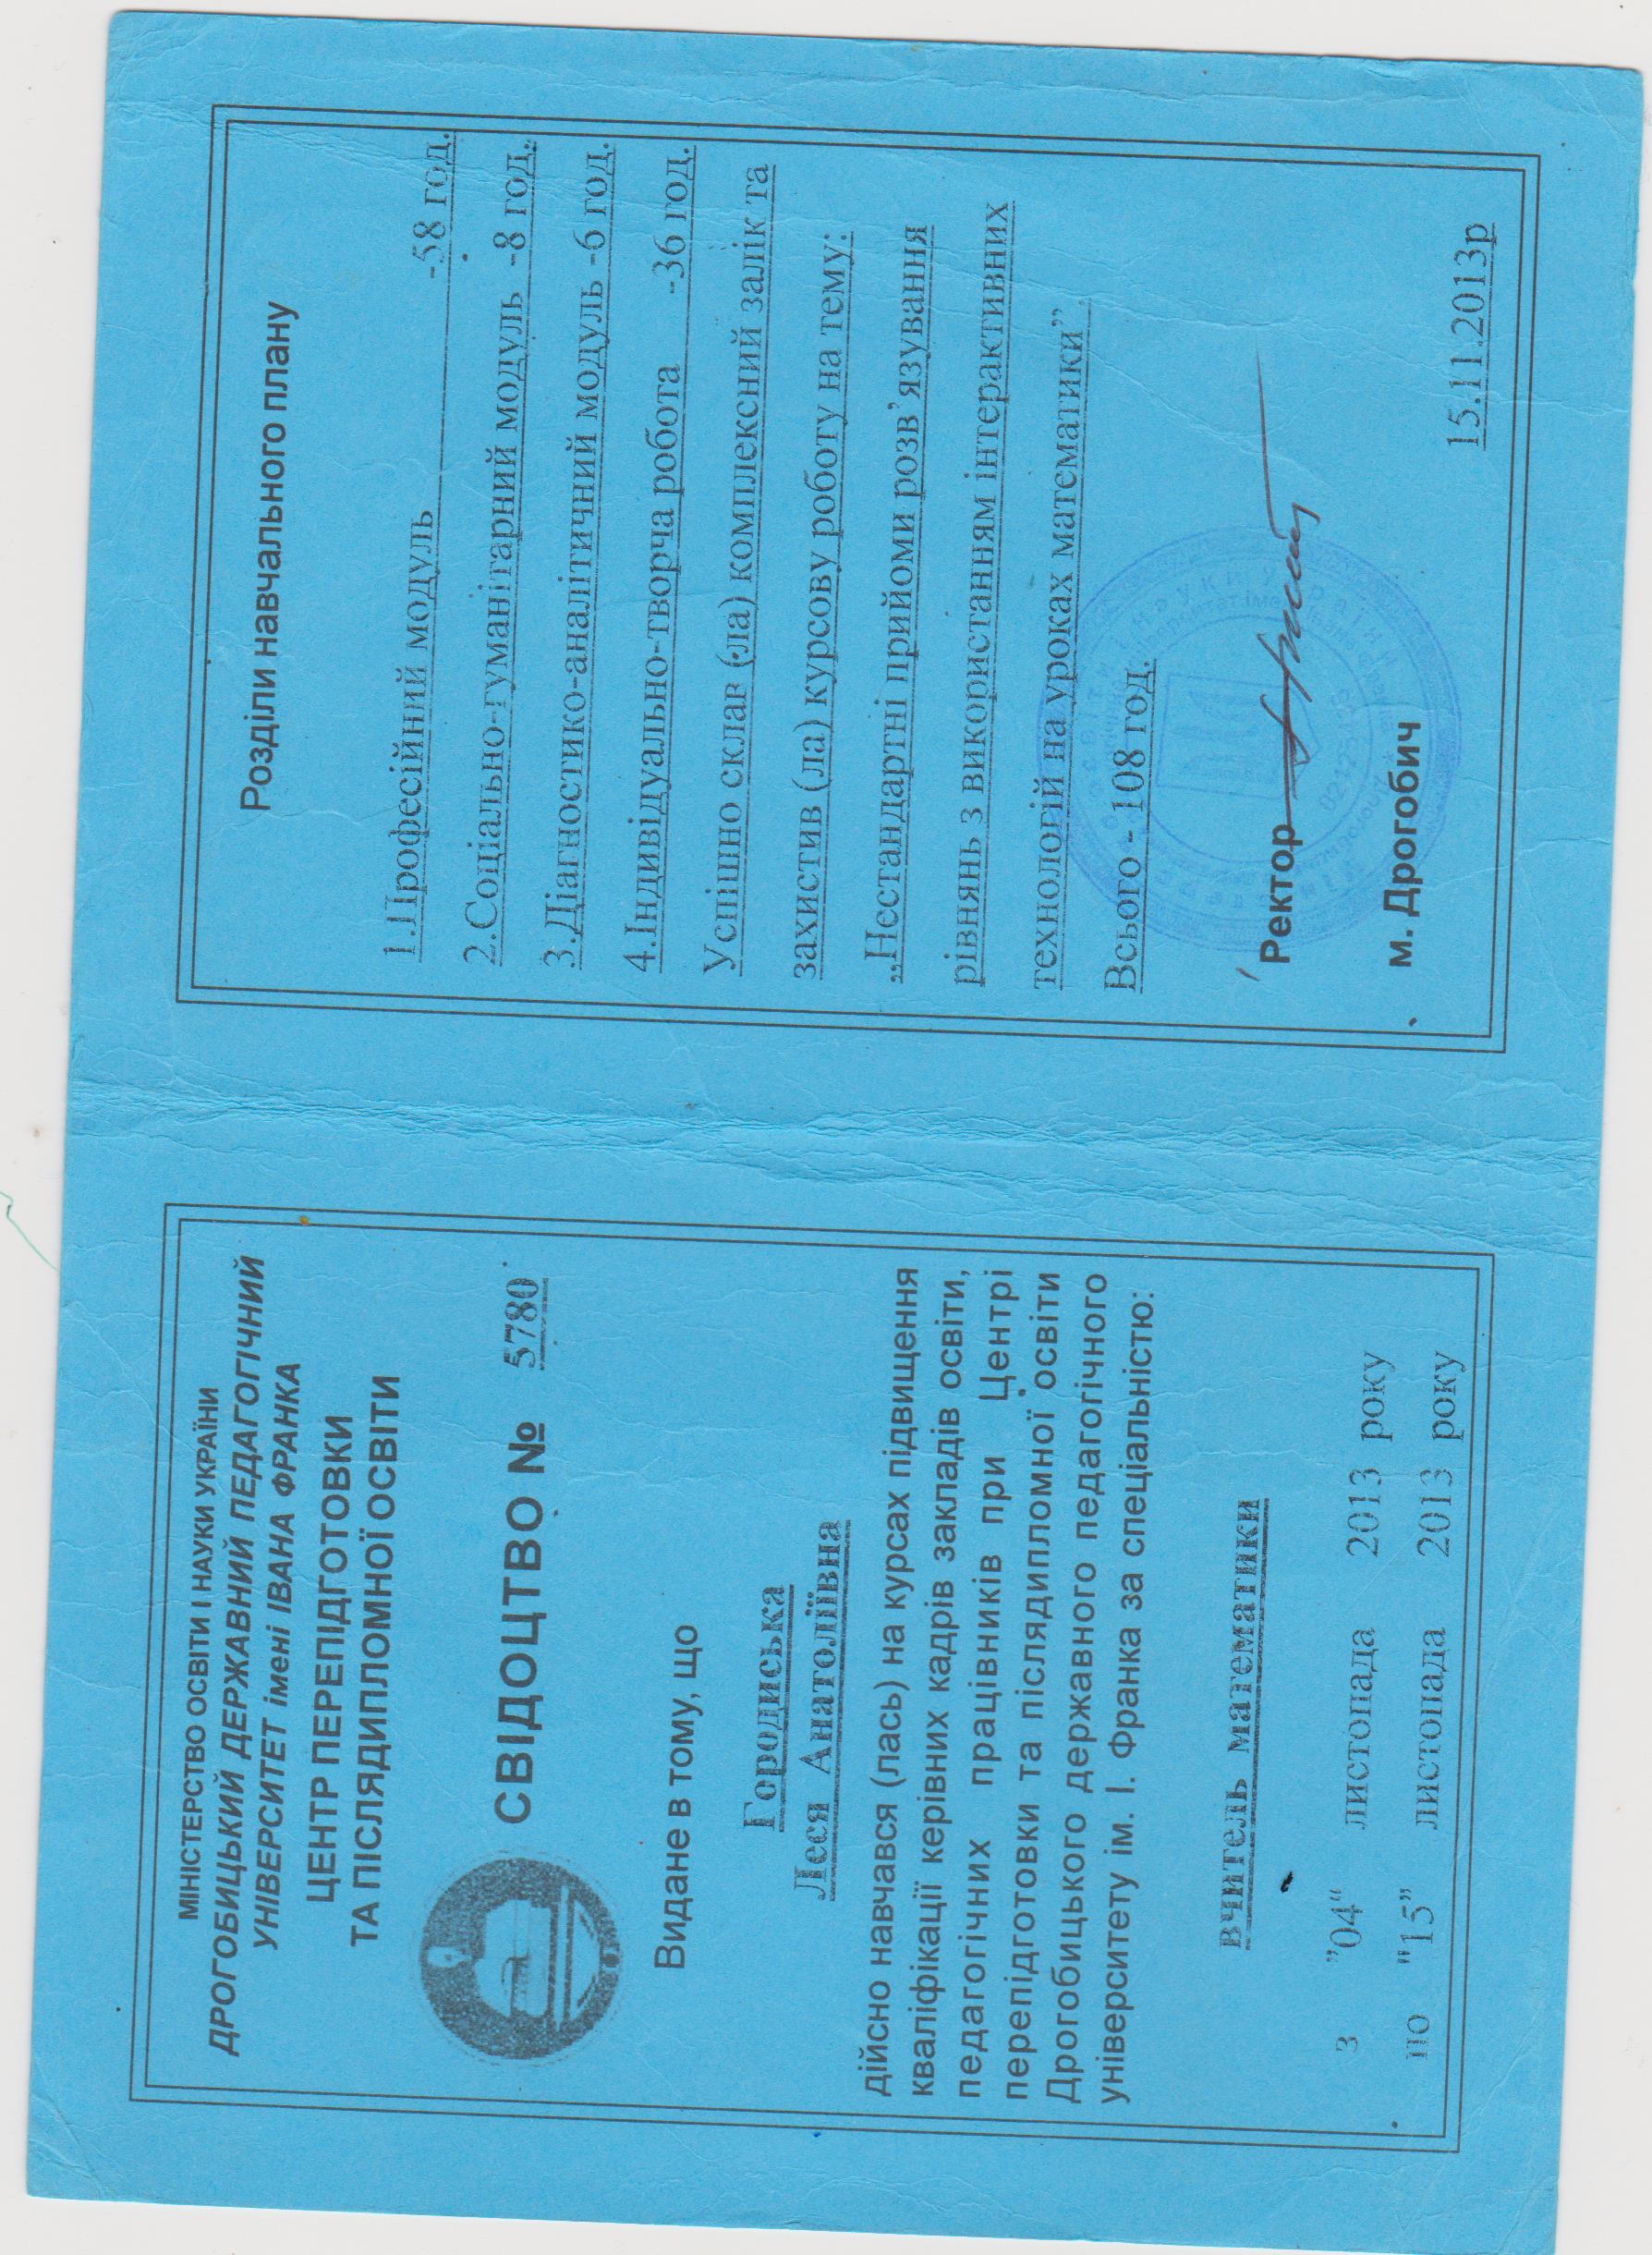 МІНІСТЕРСТВО ОСВІТИ І НАУКИ УКРАЇНИ
ДРОГОБИЦЬКИЙ ДЕРЖАВНИЙ ПЕДАГОГІЧНИЙ
УНІВЕРСИТЕТ імені ІВАНА ФРАНКА
ЦЕНТР ПЕРЕПІДГОТОВКИ
ТА ПІСЛЯДИПЛОМНОЇ ОСВІТИ
СВІДОЦТВО № 5780
Видане в тому, що
Городиська
Леся Анатоліївна
дійсно навчався (лась) на курсах підвищення
кваліфікації керівних кадрів закладів освіти,
педагогічних працівників при Центрі
перепідготовки та післядипломної освіти
Дрогобицького державного педагогічного
університету ім. І. Франка за спеціальністю:
вчитель математики
з "04" листопада 2013 року
по "15" листопада 2013 року
Розділи навчального плану
1.Професійний модуль -58 год.
2.Соціально-гуманітарний модуль -8 год.
3.Діагностико-аналітичний модуль -6 год.
4.Індивідуально-творча робота -36 год.
Успішно склав (ла) комплексний залік та
захистив (ла) курсову роботу на тему:
„Нестандартні прийоми розв’язування
рівнянь з використанням інтерактивних
технологій на уроках математики”
Всього - 108 год.
Ректор
м. Дрогобич 15.11.2013р